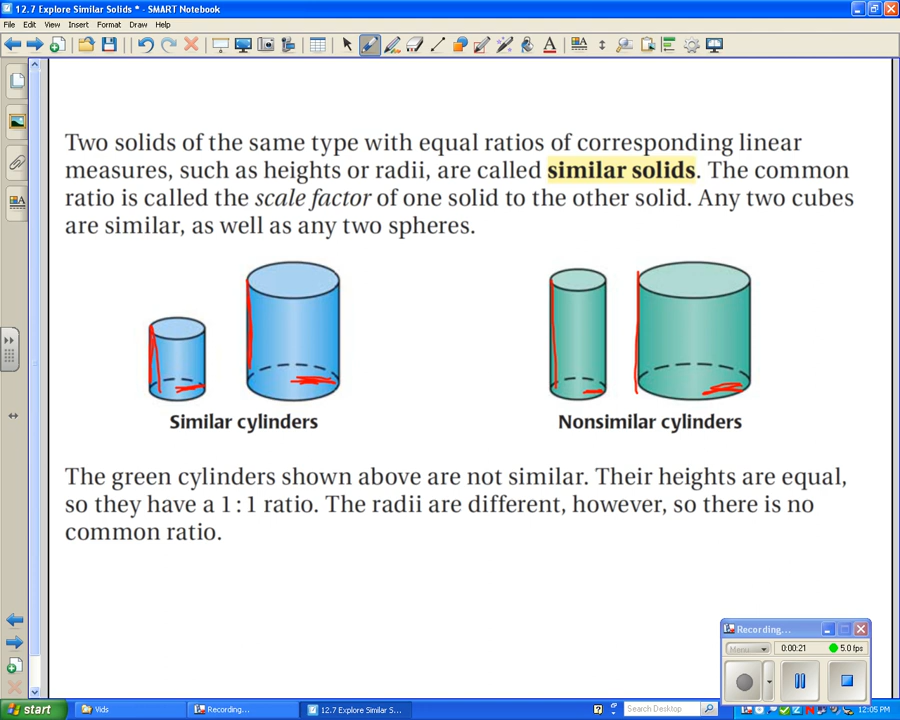 12.7 Explore Similar Solids * - SMART Notebook
File Edit View Insert Format Draw Help
Two solids of the same type with equal ratios of corresponding linear
measures, such as heights or radii, are called similar solids. The common
ratio is called the scale factor of one solid to the other solid. Any two cubes
are similar, as well as any two spheres.
Similar cylinders
Nonsimilar cylinders
The green cylinders shown above are not similar. Their heights are equal,
so they have a 1 : 1 ratio. The radii are different, however, so there is no
common ratio.
Recording...
Menu 0:00:21 5.0 fps
start Vids Recording... 12.7 Explore Similar S... Search Desktop 12:05 PM